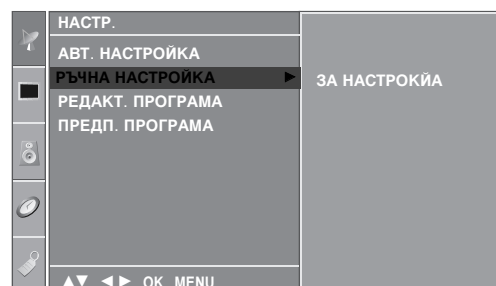 НАСТР.
АВТ. НАСТРОЙКА
РЪЧНА НАСТРОЙКА ►
РЕДАКТ. ПРОГРАМА
ПРЕДП. ПРОГРАМА
ЗА НАСТРОКЙА
▲▼ ◄► OK MENU